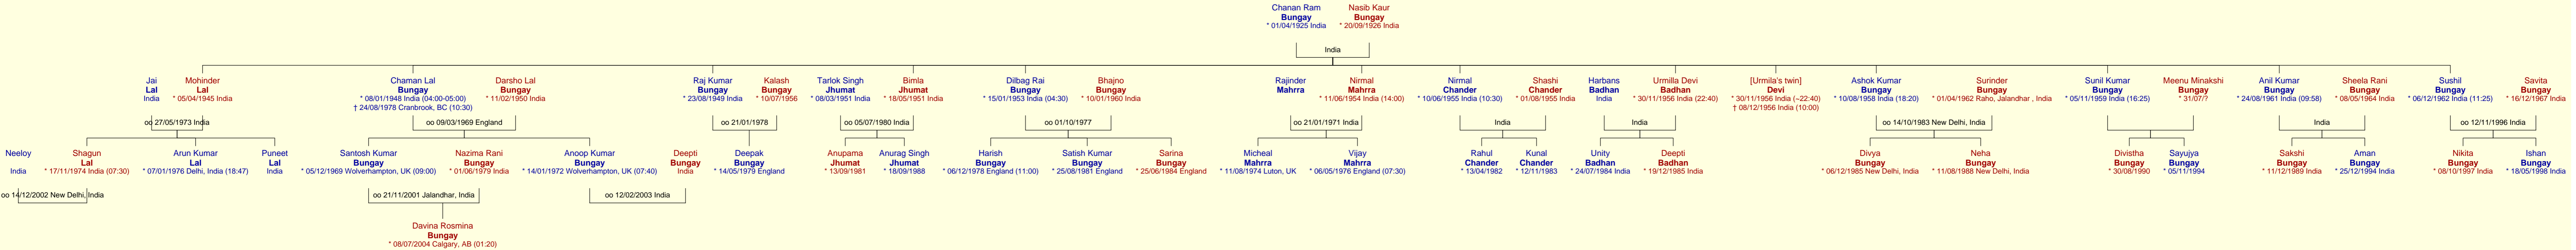 Chanan Ram
Bungay
* 01/04/1925 India
Nasib Kaur
Bungay
* 20/09/1926 India
India
Jai
Lal
India
Mohinder
Lal
* 05/04/1945 India
Chaman Lal
Bungay
* 08/01/1948 India (04:00-05:00)
† 24/08/1978 Cranbrook, BC (10:30)
Darsho Lal
Bungay
* 11/02/1950 India
Raj Kumar
Bungay
* 23/08/1949 India
Kalash
Bungay
* 10/07/1956
Tarlok Singh
Jhumat
* 08/03/1951 India
Bimla
Jhumat
* 18/05/1951 India
Dilbag Rai
Bungay
* 15/01/1953 India (04:30)
Bhajno
Bungay
* 10/01/1960 India
Rajinder
Mahrra
Nirmal
Mahrra
* 11/06/1954 India (14:00)
Nirmal
Chander
* 10/06/1955 India (10:30)
Shashi
Chander
* 01/08/1955 India
Harbans
Badhan
India
Urmilla Devi
Badhan
* 30/11/1956 India (22:40)
[Urmila's twin]
Devi
* 30/11/1956 India (~22:40)
† 08/12/1956 India (10:00)
Ashok Kumar
Bungay
* 10/08/1958 India (18:20)
Surinder
Bungay
* 01/04/1962 Raho, Jalandhar , India
Sunil Kumar
Bungay
* 05/11/1959 India (16:25)
Meenu Minakshi
Bungay
* 31/07/?
Anil Kumar
Bungay
* 24/08/1961 India (09:58)
Sheela Rani
Bungay
* 08/05/1964 India
Sushil
Bungay
* 06/12/1962 India (11:25)
Savita
Bungay
* 16/12/1967 India
oo 27/05/1973 India
oo 09/03/1969 England
oo 21/01/1978
oo 05/07/1980 India
oo 01/10/1977
oo 21/01/1971 India
India
India
oo 14/10/1983 New Delhi, India
India
oo 12/11/1996 India
Neeloy
India
Shagun
Lal
* 17/11/1974 India (07:30)
Arun Kumar
Lal
* 07/01/1976 Delhi, India (18:47)
Puneet
Lal
India
Santosh Kumar
Bungay
* 05/12/1969 Wolverhampton, UK (09:00)
Nazima Rani
Bungay
* 01/06/1979 India
Anoop Kumar
Bungay
* 14/01/1972 Wolverhampton, UK (07:40)
Deepti
Bungay
India
Deepak
Bungay
* 14/05/1979 England
Anupama
Jhumat
* 13/09/1981
Anurag Singh
Jhumat
* 18/09/1988
Harish
Bungay
* 06/12/1978 England (11:00)
Satish Kumar
Bungay
* 25/08/1981 England
Sarina
Bungay
* 25/06/1984 England
Micheal
Mahrra
* 11/08/1974 Luton, UK
Vijay
Mahrra
* 06/05/1976 England (07:30)
Rahul
Chander
* 13/04/1982
Kunal
Chander
* 12/11/1983
Unity
Badhan
* 24/07/1984 India
Deepti
Badhan
* 19/12/1985 India
Divya
Bungay
* 06/12/1985 New Delhi, India
Neha
Bungay
* 11/08/1988 New Delhi, India
Divistha
Bungay
* 30/08/1990
Sayujya
Bungay
* 05/11/1994
Sakshi
Bungay
* 11/12/1989 India
Aman
Bungay
* 25/12/1994 India
Nikita
Bungay
* 08/10/1997 India
Ishan
Bungay
* 18/05/1998 India
oo 14/12/2002 New Delhi, India
oo 21/11/2001 Jalandhar, India
oo 12/02/2003 India
Davina Rosmina
Bungay
* 08/07/2004 Calgary, AB (01:20)